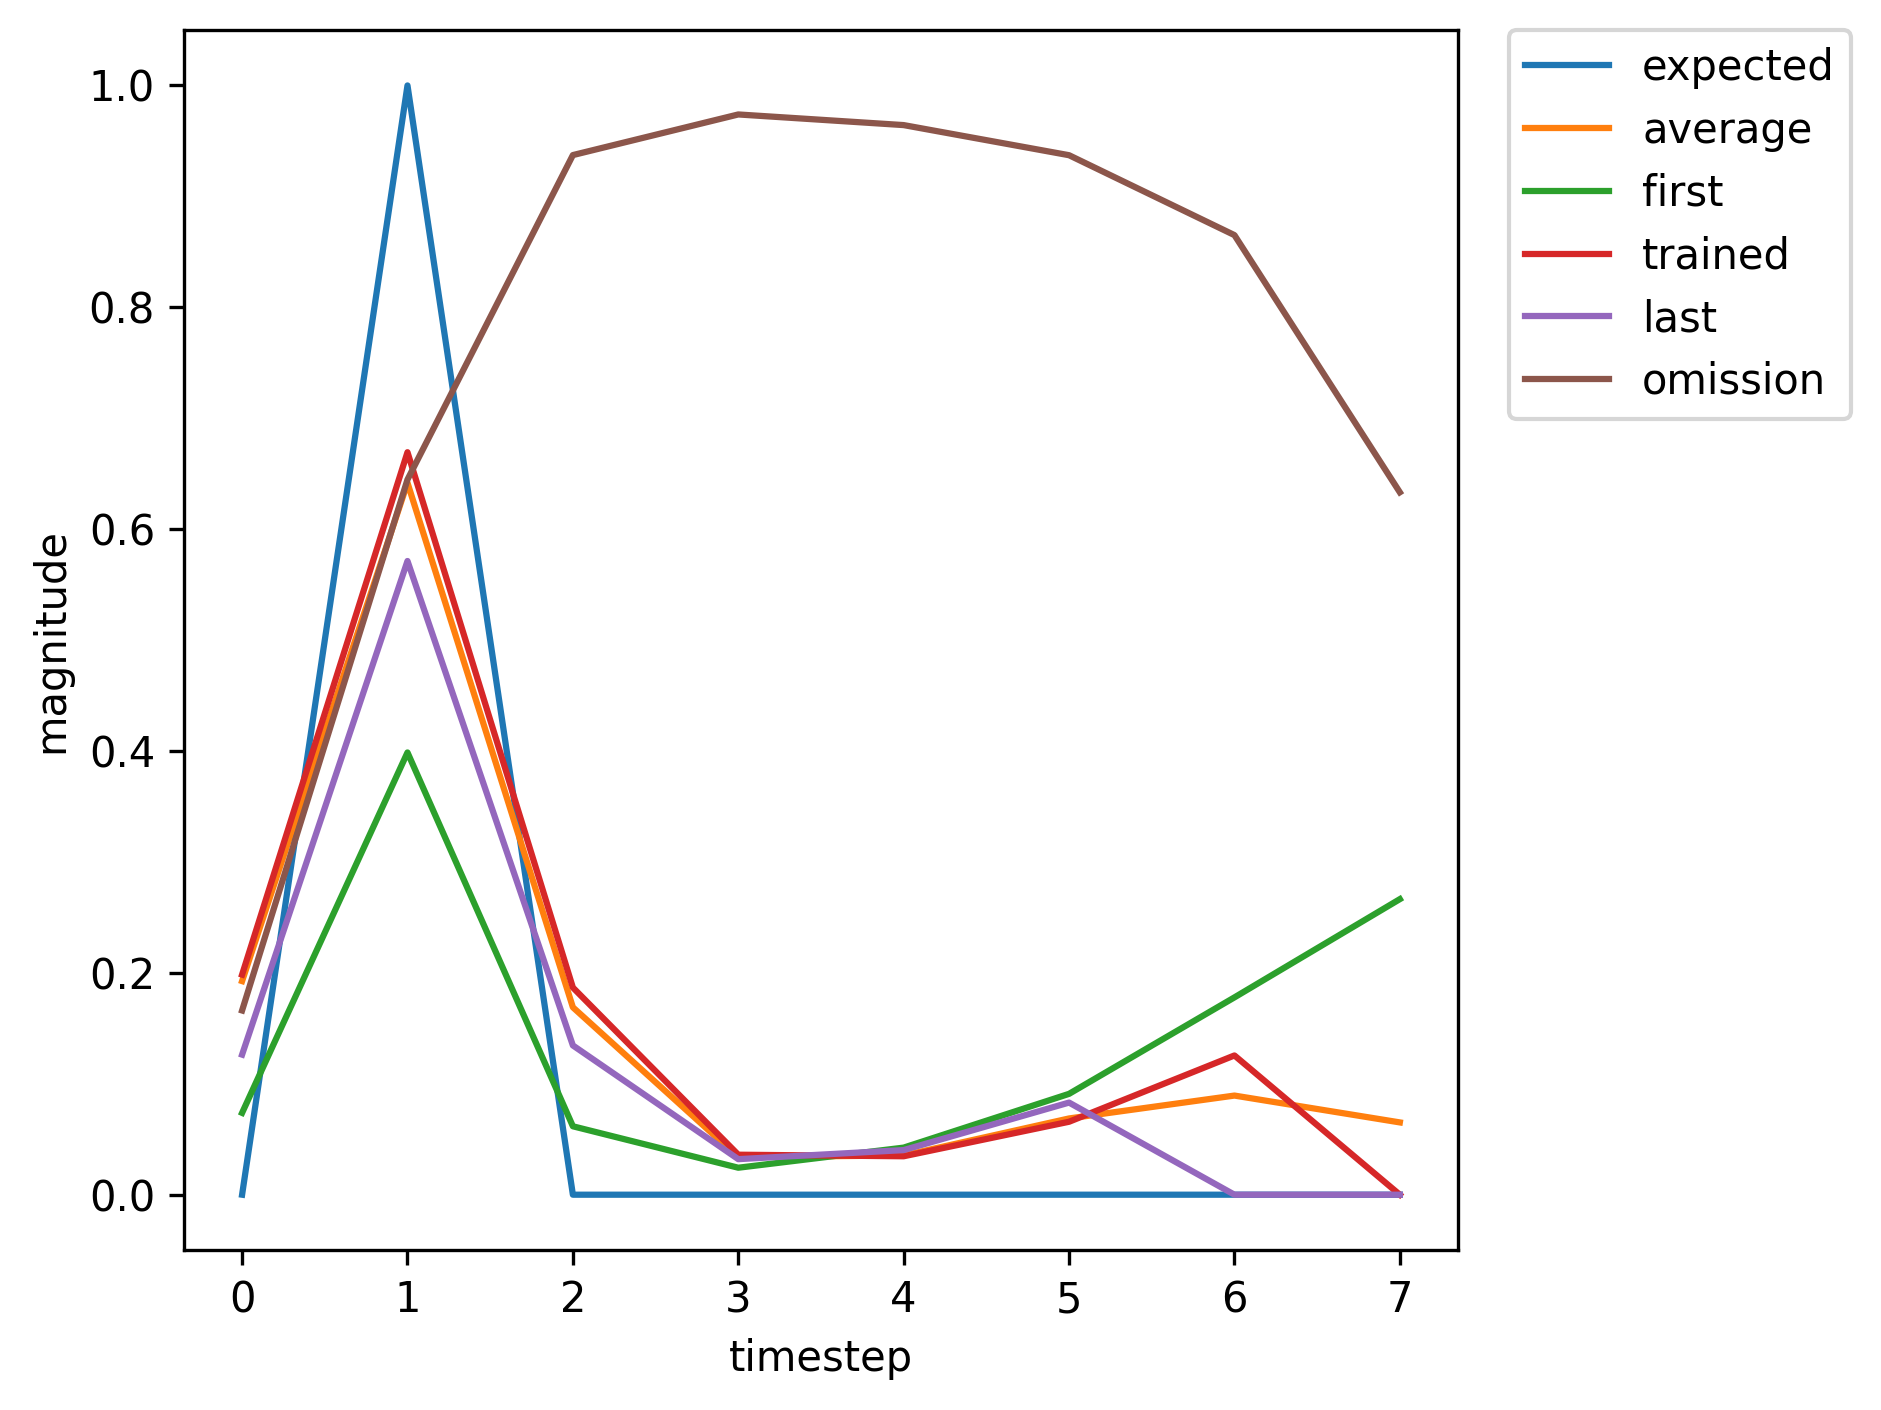 expected
average
first
trained
last
omission
1.0
0.8
0.6
0.4
0.2
0.0
magnitude
0 1 2 3 4 5 6 7
timestep